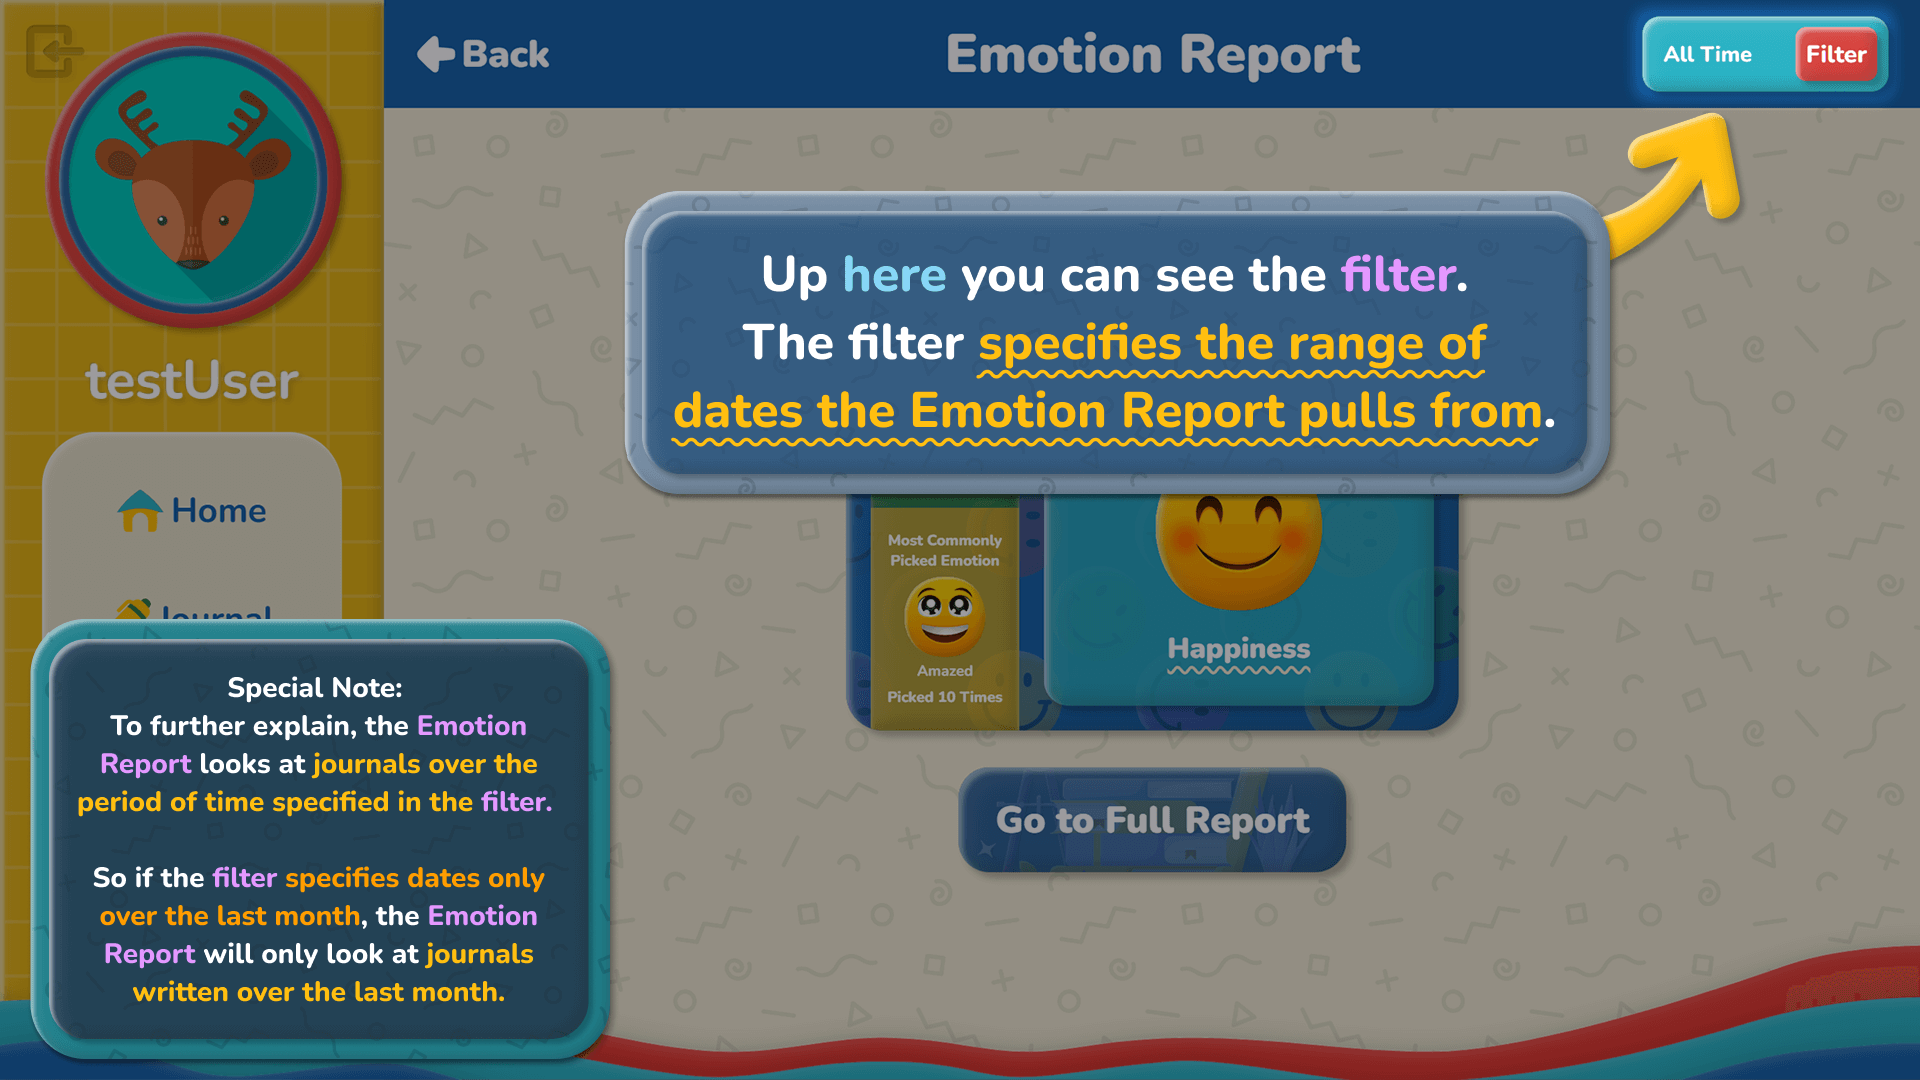 Back
Emotion Report
All Time
Filter
Up here you can see the filter.
The filter specifies the range of
dates the Emotion Report pulls from.
testUser
Home
Journal
Most Commonly
Picked Emotion
Amazed
Picked 10 Times
Happiness
Go to Full Report
Special Note:
To further explain, the Emotion
Report looks at journals over the
period of time specified in the filter.
So if the filter specifies dates only
over the last month, the Emotion
Report will only look at journals
written over the last month.